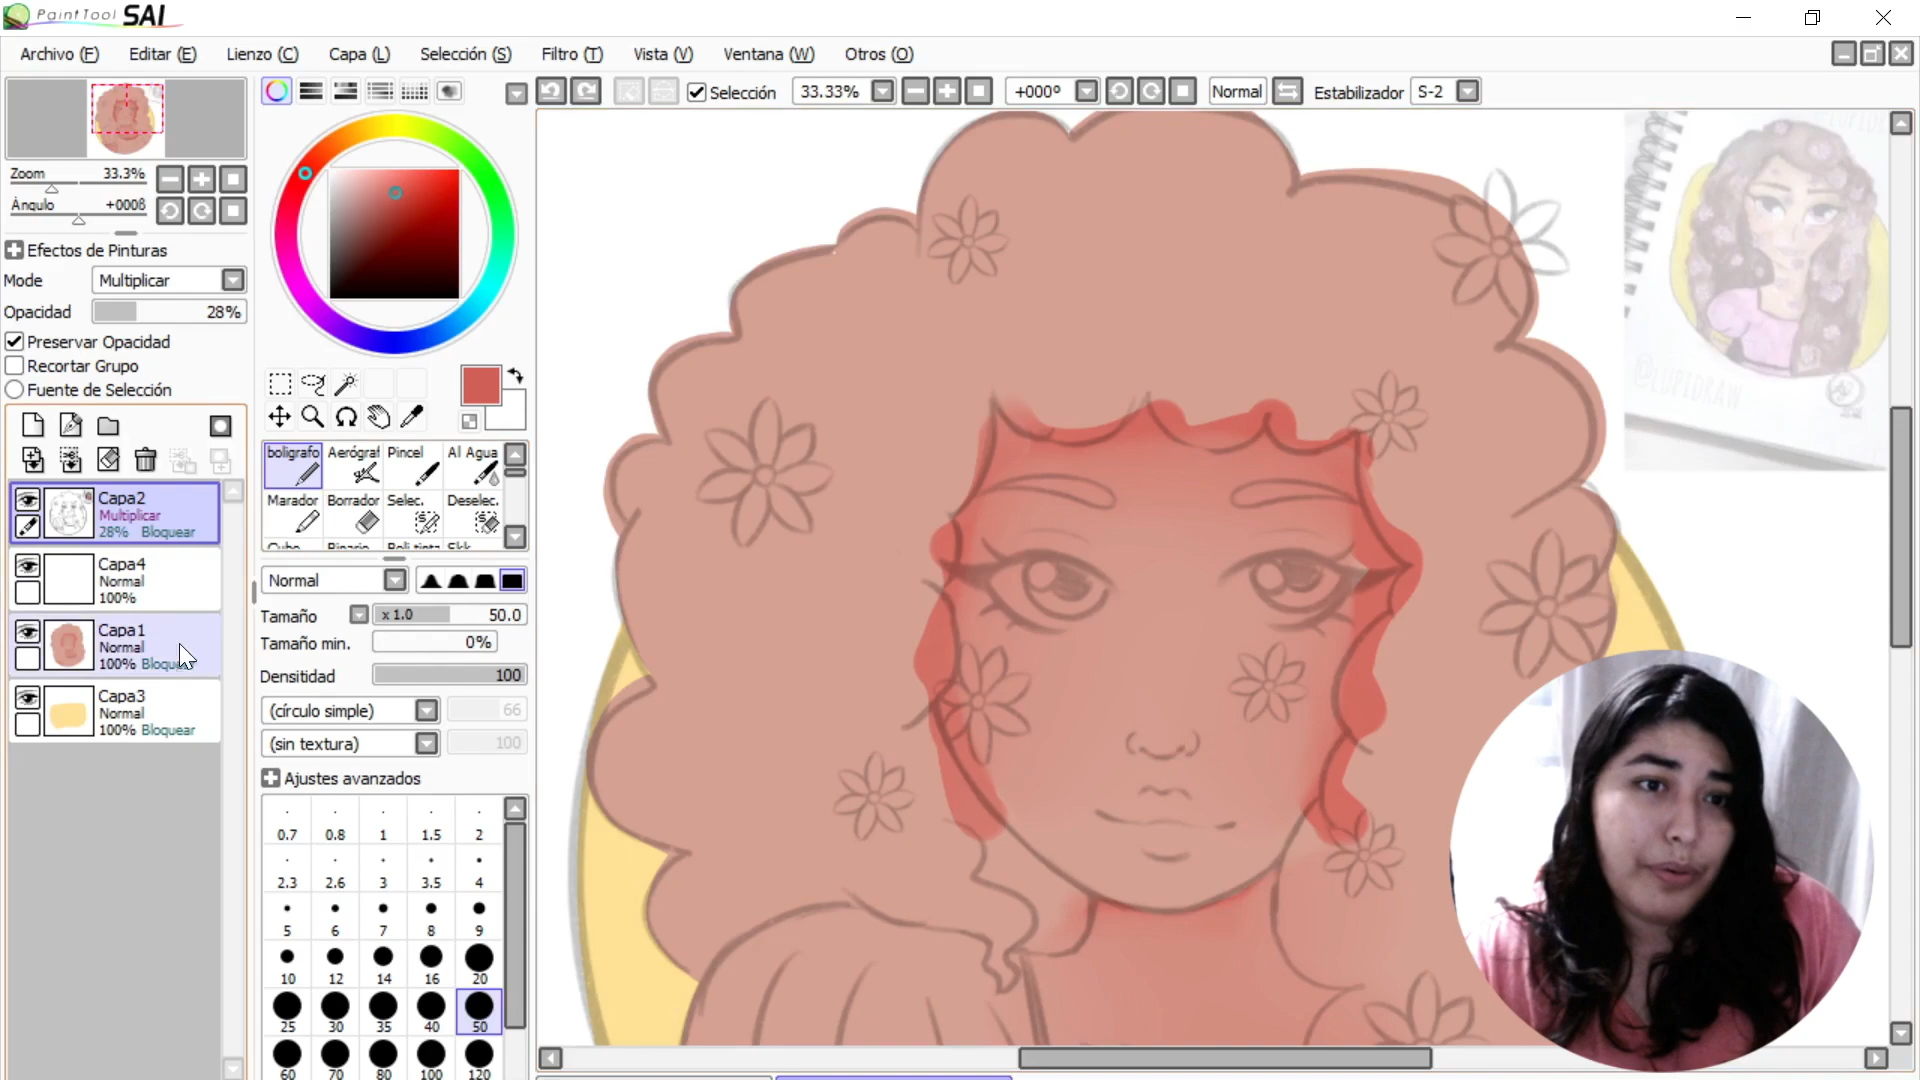 PaintTool SAI
Archivo (F) Editar (E) Lienzo (C) Capa (L) Selección (S) Filtro (T) Vista (V) Ventana (W) Otros (O)
Selección 33.33% +000º Normal Estabilizador S-2
Zoom 33.3%
Ángulo +000ß
Efectos de Pinturas
Mode Multiplicar
Opacidad 28%
Preservar Opacidad
Recortar Grupo
Fuente de Selección
Capa2
Multiplicar
28% Bloquear
Capa4
Normal
100%
Capa1
Normal
100%
Capa3
Normal
100% Bloquear
boligrafo Aerógraf Pincel Al Agua
Marador Borrador Selec. Deselec.
Normal
Tamaño x 1.0 50.0
Tamaño min. 0%
Densitidad 100
(círculo simple) 66
(sin textura) 100
Ajustes avanzados
0.7 0.8 1 1.5 2
2.3 2.6 3 3.5 4
5 6 7 8 9
10 12 14 16 20
25 30 35 40 50
60 70 80 100 120
@LUPIDRAW